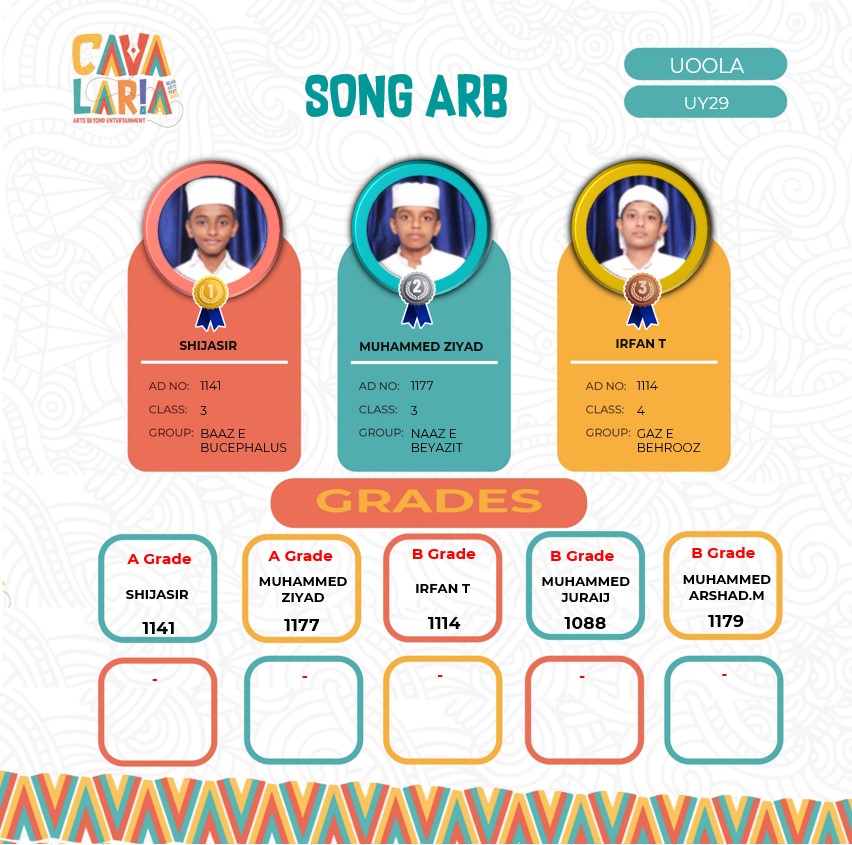 CAVA
LARIA
ARTS BEYOND ENTERTAINMENT
SONG ARB
UOOLA
UY29
1
SHIJASIR
AD NO: 1141
CLASS: 3
GROUP: BAAZ E
BUCEPHALUS
2
MUHAMMED ZIYAD
AD NO: 1177
CLASS: 3
GROUP: NAAZ E
BEYAZIT
3
IRFAN T
AD NO: 1114
CLASS: 4
GROUP: GAZ E
BEHROOZ
GRADES
A Grade
SHIJASIR
1141
A Grade
MUHAMMED
ZIYAD
1177
B Grade
IRFAN T
1114
B Grade
MUHAMMED
JURAIJ
1088
B Grade
MUHAMMED
ARSHAD.M
1179
-
-
-
-
-